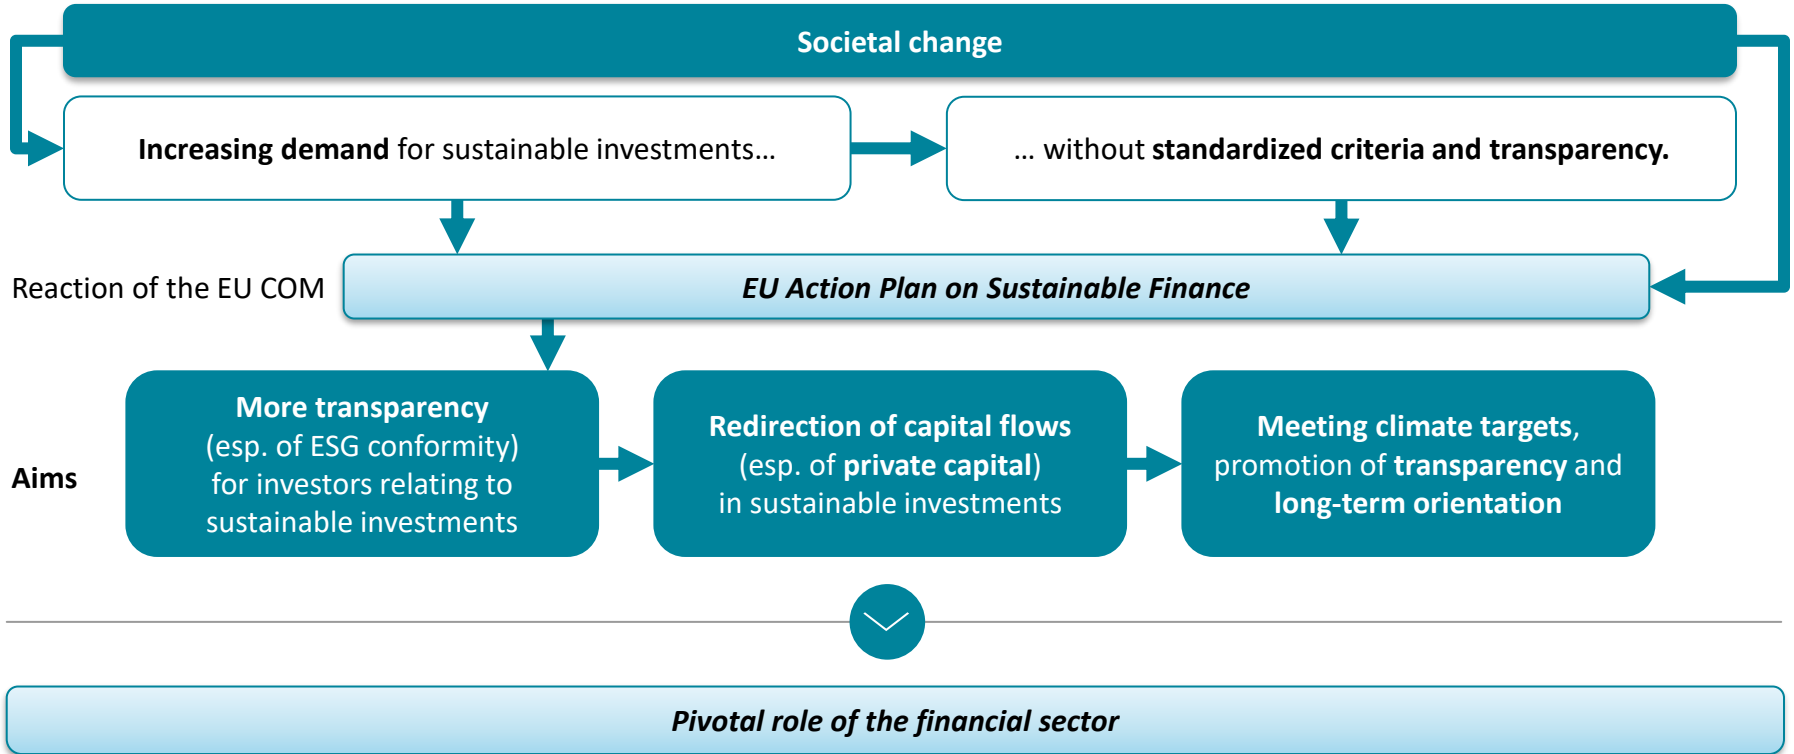 Societal change
Increasing demand for sustainable investments…
… without standardized criteria and transparency.
Reaction of the EU COM
EU Action Plan on Sustainable Finance
Aims
More transparency
(esp. of ESG conformity)
for investors relating to
sustainable investments
Redirection of capital flows
(esp. of private capital)
in sustainable investments
Meeting climate targets,
promotion of transparency and
long-term orientation
Pivotal role of the financial sector